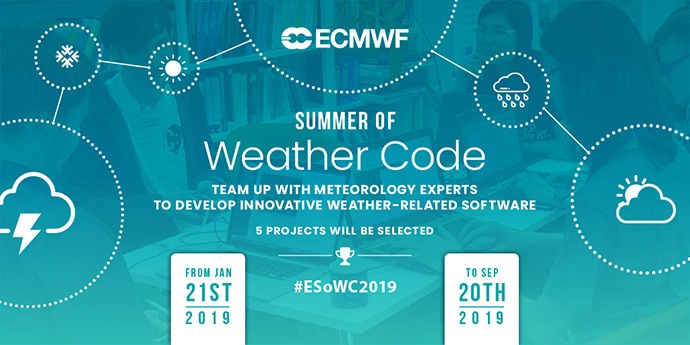 ECMWF
SUMMER OF
Weather Code
TEAM UP WITH METEOROLOGY EXPERTS
TO DEVELOP INNOVATIVE WEATHER-RELATED SOFTWARE
5 PROJECTS WILL BE SELECTED
FROM JAN
21ST
2019
#ESoWC2019
TO SEP
20TH
2019